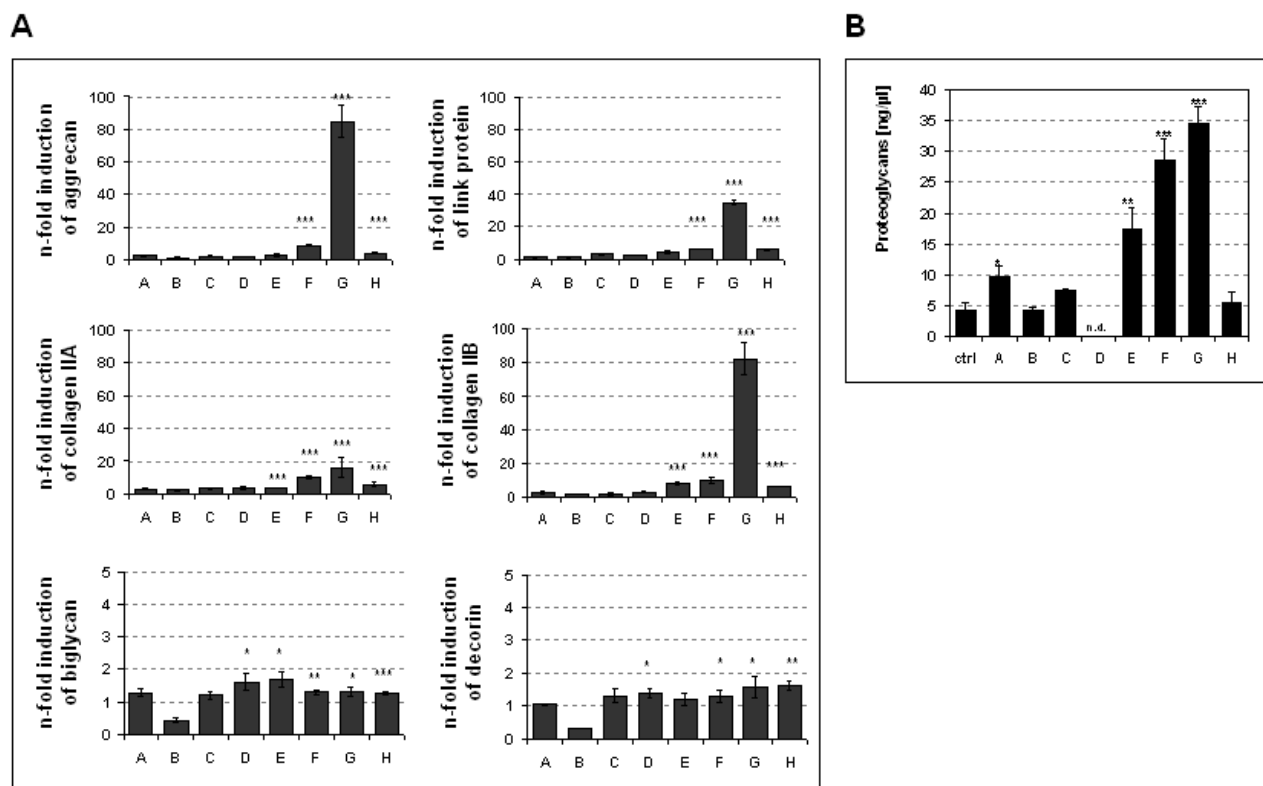 A
n-fold induction
of aggrecan
100
80
60
40
20
0
***
***
***
A B C D E F G H
n-fold induction
of link protein
100
80
60
40
20
0
***
***
***
A B C D E F G H
n-fold induction
of collagen IIA
100
80
60
40
20
0
***
***
***
***
A B C D E F G H
n-fold induction
of collagen IIB
100
80
60
40
20
0
***
***
***
***
A B C D E F G H
n-fold induction
of biglycan
5
4
3
2
1
0
* * ** * ***
A B C D E F G H
n-fold induction
of decorin
5
4
3
2
1
0
* * * **
A B C D E F G H
B
Proteoglycans [ng/µl]
40
35
30
25
20
15
10
5
0
*
n.d.
**
***
***
ctrl A B C D E F G H